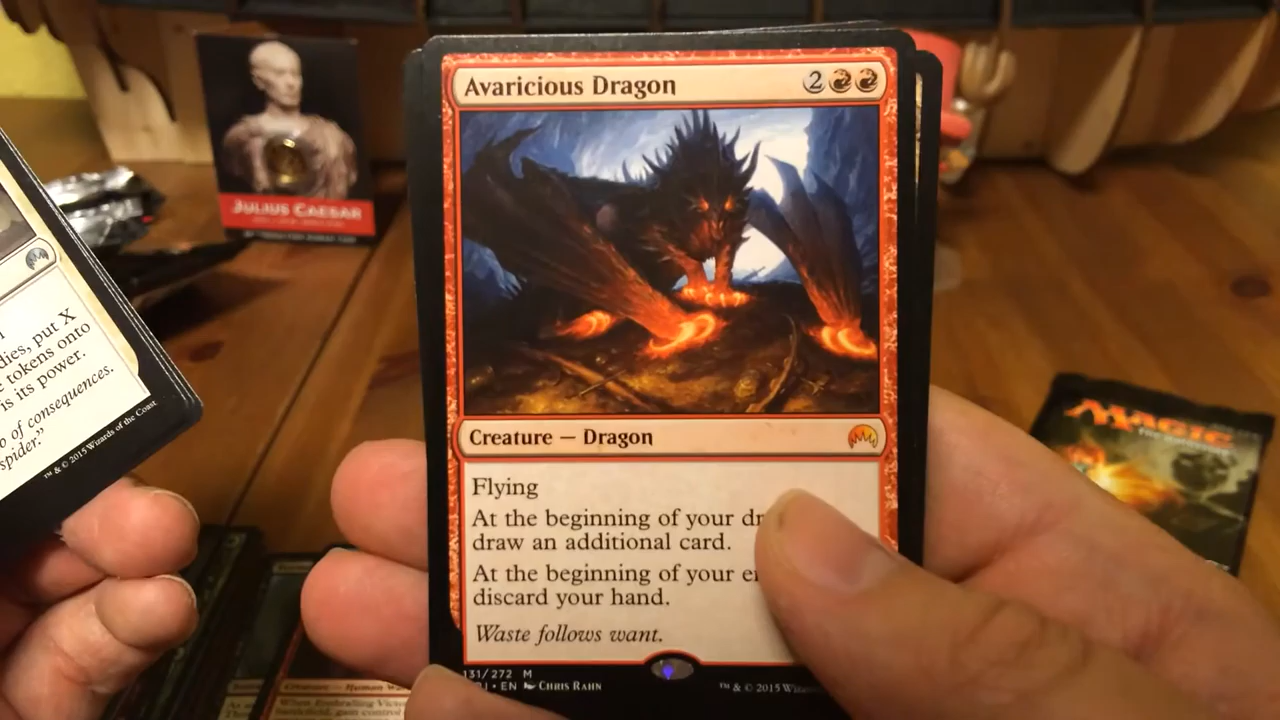 Avaricious Dragon
2
Creature — Dragon
Flying
At the beginning of your dr
draw an additional card.
At the beginning of your e
discard your hand.
Waste follows want.
131/272 M
• EN Chris Rahn
™ & © 2015 Wizar
Julius Caesar
dies, put X
tokens onto
is its power.
of consequences.
spider."
™ & © 2015 Wizards of the Coast
Magic
Creature — Human